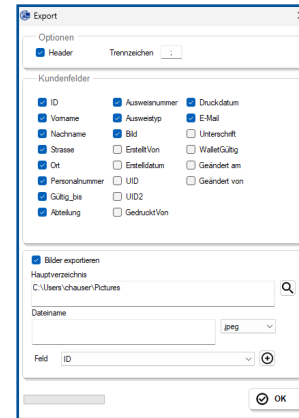 Export
Optionen
Header Trennzeichen ;
Kundenfelder
ID Ausweisnummer Druckdatum
Vorname Ausweistyp E-Mail
Nachname Bild Unterschrift
Strasse ErstelltVon WalletGültig
Ort Erstelldatum Geändert am
Personalnummer UID Geändert von
Gültig_bis UID2
Abteilung GedrucktVon
Bilder exportieren
Hauptverzeichnis
C:\Users\chauser\Pictures
Dateiname
.jpeg
Feld ID
OK